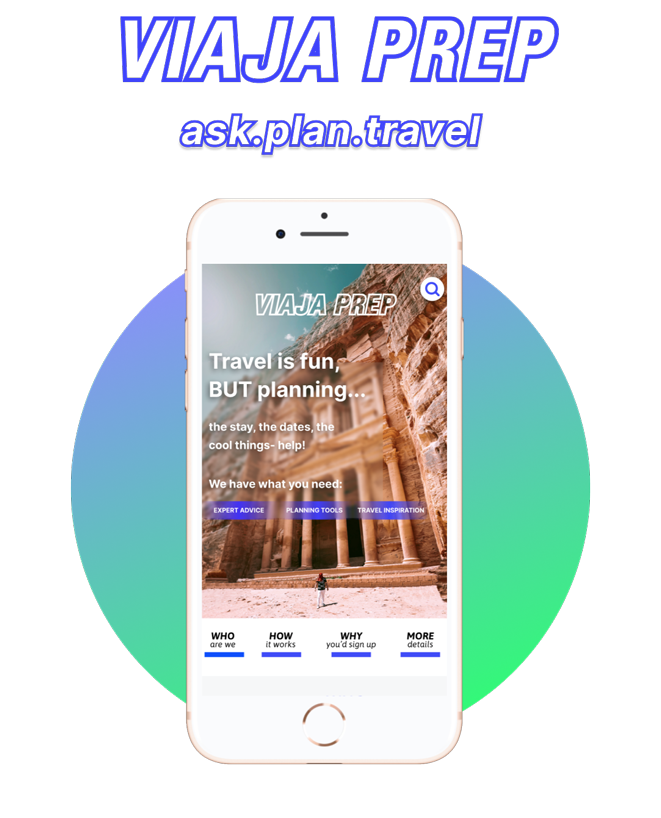 VIAJA PREP
ask.plan.travel
VIAJA PREP
Travel is fun,
BUT planning...
the stay, the dates, the
cool things- help!
We have what you need:
EXPERT ADVICE PLANNING TOOLS TRAVEL INSPIRATION
WHO HOW WHY MORE
are we it works you'd sign up details